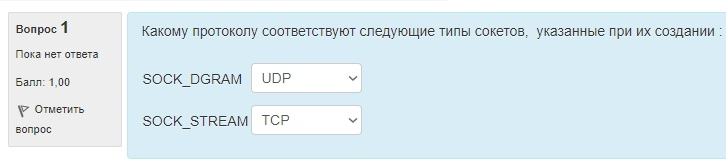 Вопрос 1
Пока нет ответа
Балл: 1,00
Отметить
вопрос
Какому протоколу соответствуют следующие типы сокетов, указанные при их создании :
SOCK_DGRAM UDP
SOCK_STREAM TCP